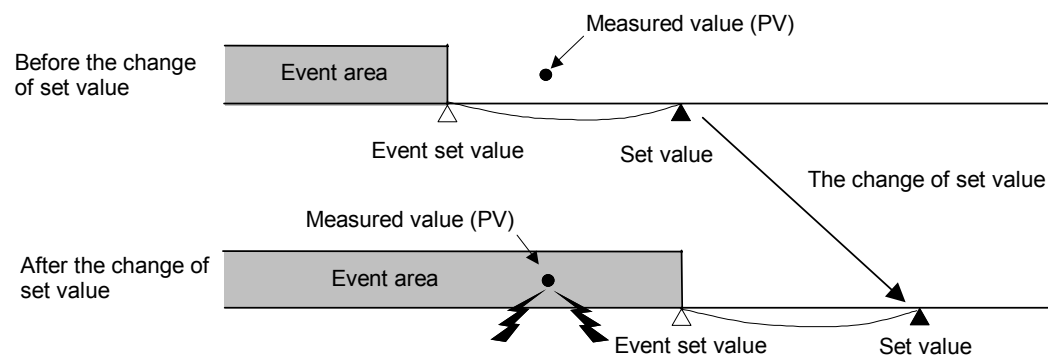 Measured value (PV)
Before the change
of set value
Event area
Event set value
Set value
The change of set value
Measured value (PV)
After the change of
set value
Event area
Event set value
Set value